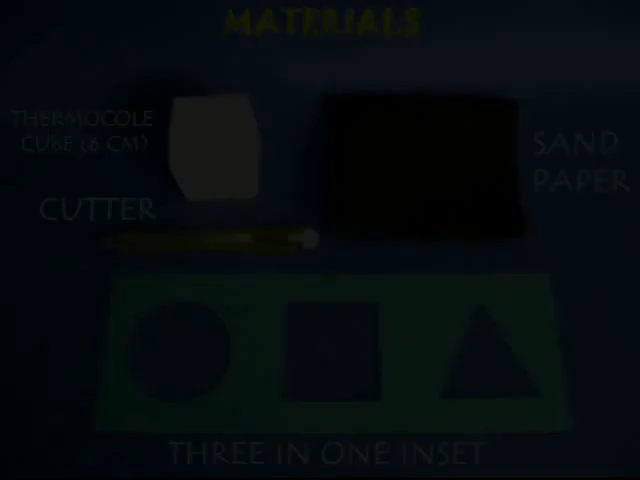 MATERIALS
THERMOCOLE
CUBE (6 CM)
SAND
PAPER
CUTTER
THREE IN ONE INSET